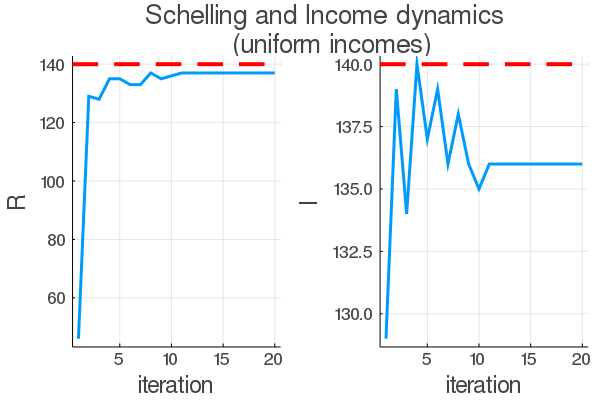 Schelling and Income dynamics
(uniform incomes)
140
120
100
80
60
R
5 10 15 20
iteration
140.0
137.5
135.0
132.5
130.0
I
5 10 15 20
iteration